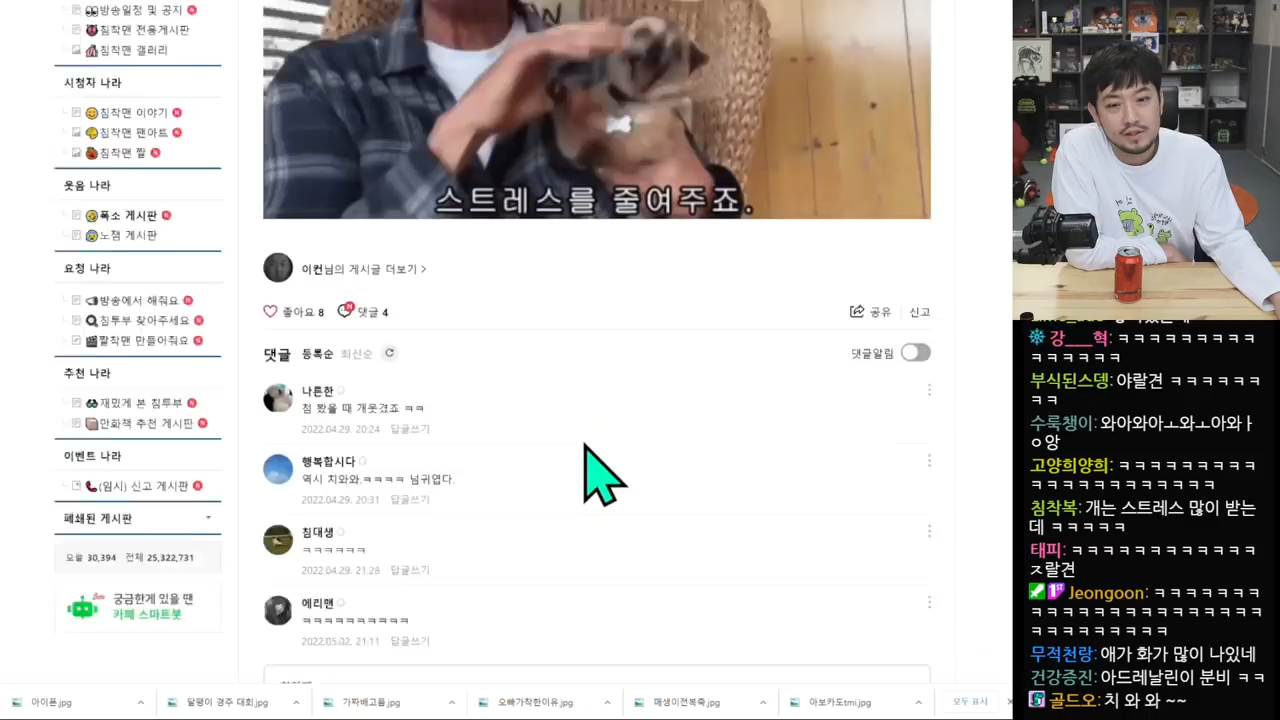 👀방송일정 및 공지 N
침착맨 전용게시판
침착맨 갤러리
시청자 나라
침착맨 이야기 N
침착맨 팬아트 N
침착맨 짤 N
웃음 나라
폭소 게시판 N
노잼 게시판
요청 나라
방송에서 해줘요 N
침투부 찾아주세요 N
짤착맨 만들어줘요 N
추천 나라
재밌게 본 침투부 N
만화책 추천 게시판 N
이벤트 나라
(임시) 신고 게시판 N
폐쇄된 게시판
오늘 30,394 전체 25,322,731
궁금한게 있을 땐
카페 스마트봇
스트레스를 줄여주죠.
이컨님의 게시글 더보기 >
좋아요 8 댓글 4
공유 신고
댓글 등록순 최신순
댓글알림
나른한
첨 봤을 때 개웃겼죠 ㅋㅋ
2022.04.29. 20:24 답글쓰기
행복합시다
역시 치와와.ㅋㅋㅋㅋ 넘귀엽다.
2022.04.29. 20:31 답글쓰기
침대생
ㅋㅋㅋㅋㅋㅋ
2022.04.29. 21:28 답글쓰기
에리맨
ㅋㅋㅋㅋㅋㅋㅋㅋㅋㅋ
2022.05.02. 21:11 답글쓰기
아이폰.jpg
달팽이 경주 대회.jpg
가짜배고픔.jpg
오빠가착한이유.jpg
매생이전복죽.jpg
아보카도tmi.jpg
모두 표시
강___혁: ㅋㅋㅋㅋㅋㅋㅋㅋㅋ
ㅋㅋㅋㅋㅋㅋ
부식된스뎅: 야랄견 ㅋㅋㅋㅋㅋㅋ
ㅋㅋ
수룩챙이: 와아와아ㅗ와ㅗ아와ㅏ
ㅇ앙
고양희양희: ㅋㅋㅋㅋㅋㅋㅋㅋㅋ
ㅋㅋㅋㅋㅋㅋㅋㅋㅋㅋㅋㅋ
침착복: 개는 스트레스 많이 받는
데 ㅋㅋㅋㅋㅋ
태피: ㅋㅋㅋㅋㅋㅋㅋㅋㅋㅋㅋㅋ
ㅈ랄견
Jeongoon: ㅋㅋㅋㅋㅋㅋㅋ
ㅋㅋㅋㅋㅋㅋㅋㅋㅋㅋㅋㅋㅋㅋㅋ
ㅋㅋㅋㅋㅋㅋㅋㅋㅋ
무적천랑: 애가 화가 많이 나있네
건강증진: 아드레날린이 분비 ㅋㅋ
골드오: 치 와 와 ~~